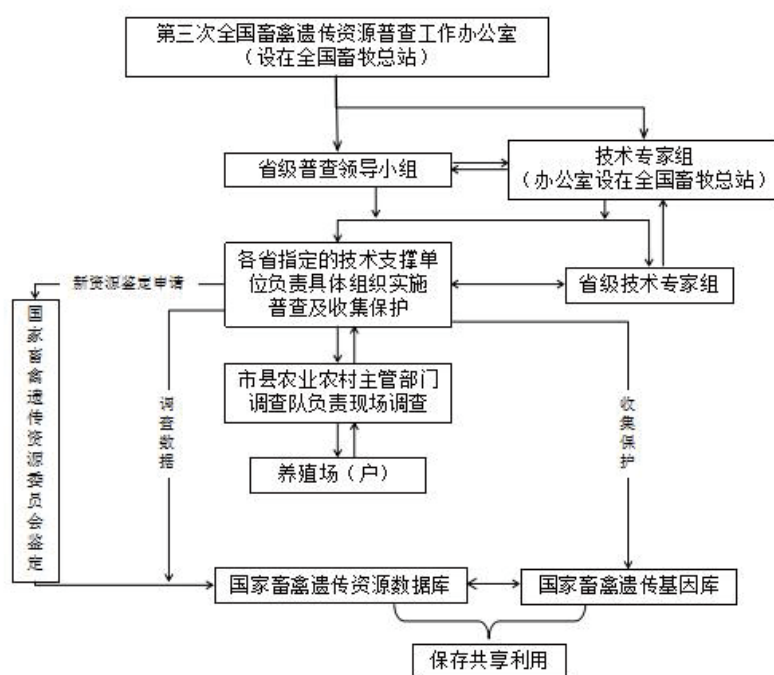 第三次全国畜禽遗传资源普查工作办公室
（设在全国畜牧总站）
省级普查领导小组
技术专家组
（办公室设在全国畜牧总站）
各省指定的技术支撑单
位负责具体组织实施
普查及收集保护
省级技术专家组
新资源鉴定申请
国家畜禽遗传资源委员会鉴定
调查数据
市县农业农村主管部门
调查队负责现场调查
收集保护
养殖场（户）
国家畜禽遗传资源数据库
国家畜禽遗传基因库
保存共享利用